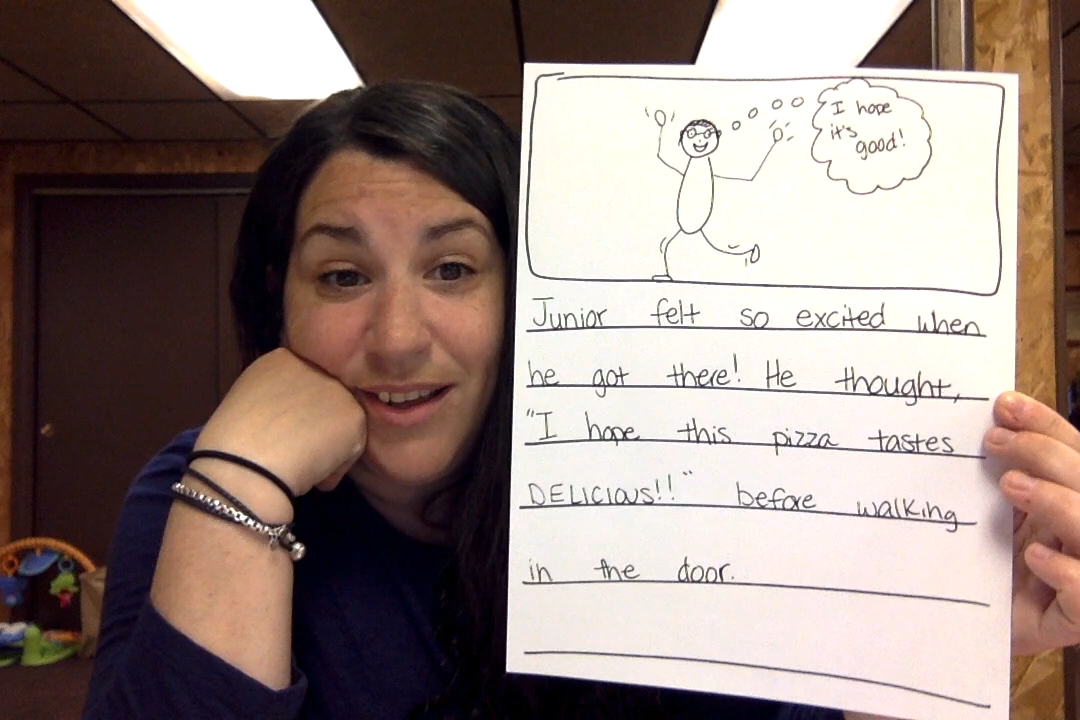 I hope
it's
good!
Junior felt so excited when
he got there! He thought,
"I hope this pizza tastes
DELICIOUS!!" before walking
in the door.